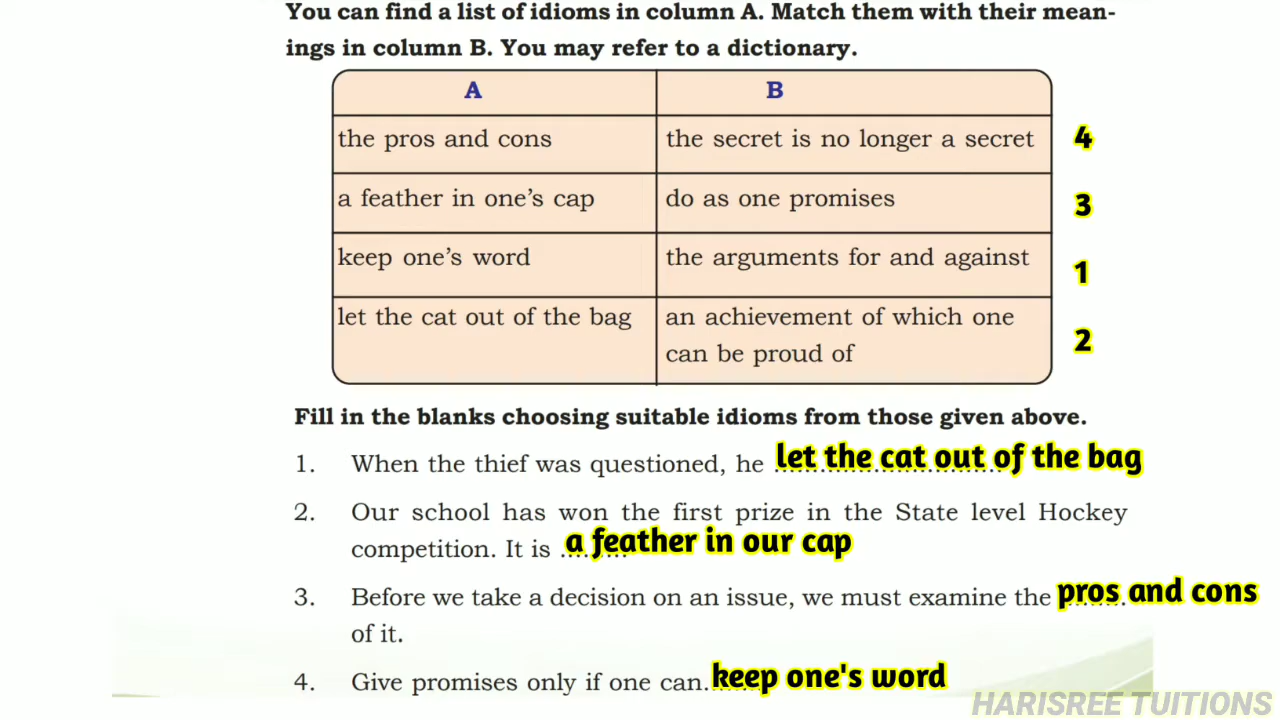 You can find a list of idioms in column A. Match them with their mean-
ings in column B. You may refer to a dictionary.
A B
the pros and cons the secret is no longer a secret 4
a feather in one's cap do as one promises 3
keep one's word the arguments for and against 1
let the cat out of the bag an achievement of which one
can be proud of 2
Fill in the blanks choosing suitable idioms from those given above.
1. When the thief was questioned, he let the cat out of the bag
2. Our school has won the first prize in the State level Hockey
competition. It is ......... a feather in our cap
3. Before we take a decision on an issue, we must examine the pros and cons
of it.
4. Give promises only if one can....... keep one's word
HARISREE TUITIONS